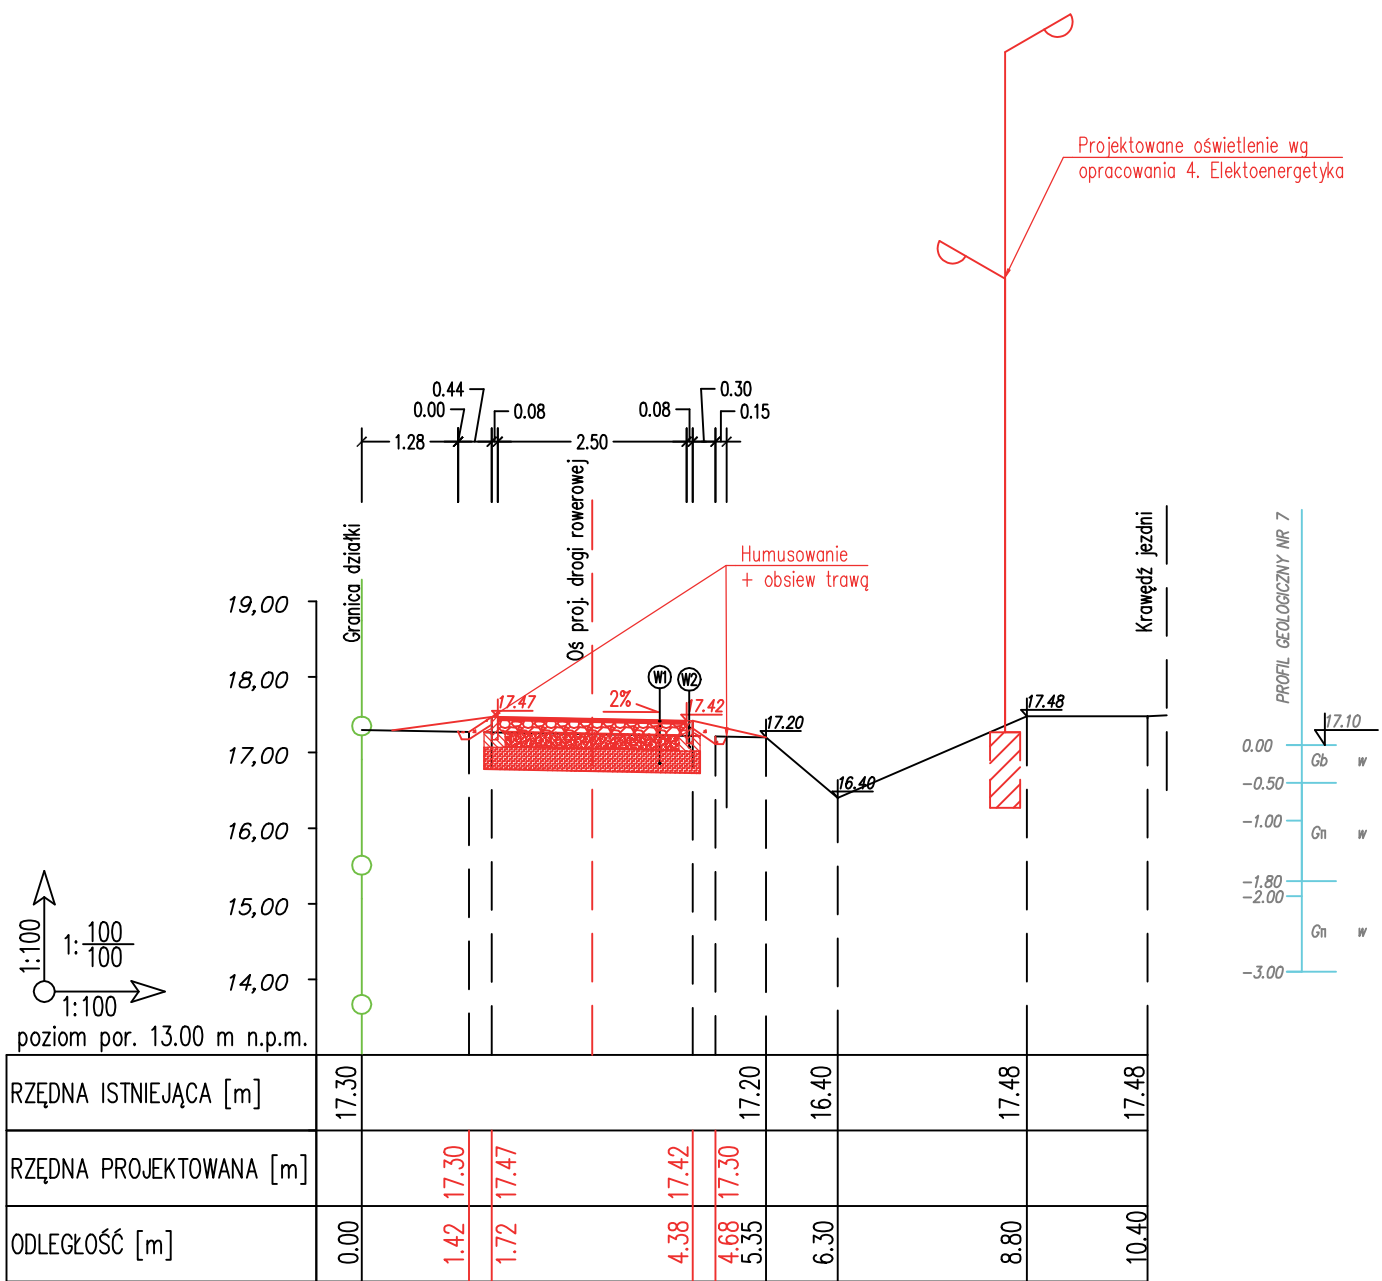 Projektowane oświetlenie wg
opracowania 4. Elektoenergetyka
0.44
0.30
0.00
0.08
0.08
0.15
1.28
2.50
Granica działki
Oś proj. drogi rowerowej
Krawędź jezdni
PROFIL GEOLOGICZNY NR 7
Humusowanie
+ obsiew trawą
19,00
18,00
17,00
16,00
15,00
14,00
W1
W2
17.47
2%
17.42
17.20
16.40
17.48
17.10
0.00
Gb w
-0.50
-1.00
Gπ w
-1.80
-2.00
Gπ w
-3.00
1:100
1: 100
100
1:100
poziom por. 13.00 m n.p.m.
RZĘDNA ISTNIEJĄCA [m] 17.30 17.20 16.40 17.48 17.48
RZĘDNA PROJEKTOWANA [m] 17.30 17.47 17.42 17.30
ODLEGŁOŚĆ [m] 0.00 1.42 1.72 4.38 4.68 5.35 6.30 8.80 10.40